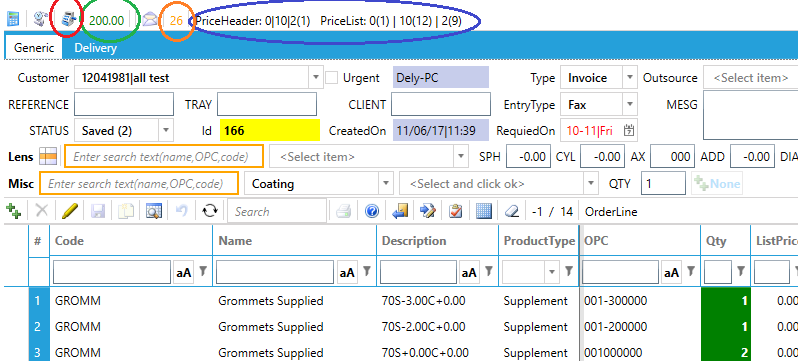 200.00 26 PriceHeader: 0|10|2(1) PriceList: 0(1) | 10(12) | 2(9)
Generic Delivery
Customer 12041981|all test Urgent Dely-PC Type Invoice Outsource <Select item>
REFERENCE TRAY CLIENT EntryType Fax MESG
STATUS Saved (2) Id 166 CreatedOn 11/06/17|11:39 RequiedOn 10-11|Fri
Lens Enter search text(name,OPC,code) <Select item> SPH -0.00 CYL -0.00 AX 000 ADD -0.00 DIA
Misc Enter search text(name,OPC,code) Coating <Select and click ok> QTY 1 None
Search -1 / 14 OrderLine
# Code Name Description ProductType OPC Qty ListPric
aA aA aA aA
1 GROMM Grommets Supplied 70S-3.00C+0.00 Supplement 001-300000 1 0.00
2 GROMM Grommets Supplied 70S-2.00C+0.00 Supplement 001-200000 1 0.00
3 GROMM Grommets Supplied 70S+0.00C+0.00 Supplement 001000000 2 0.00